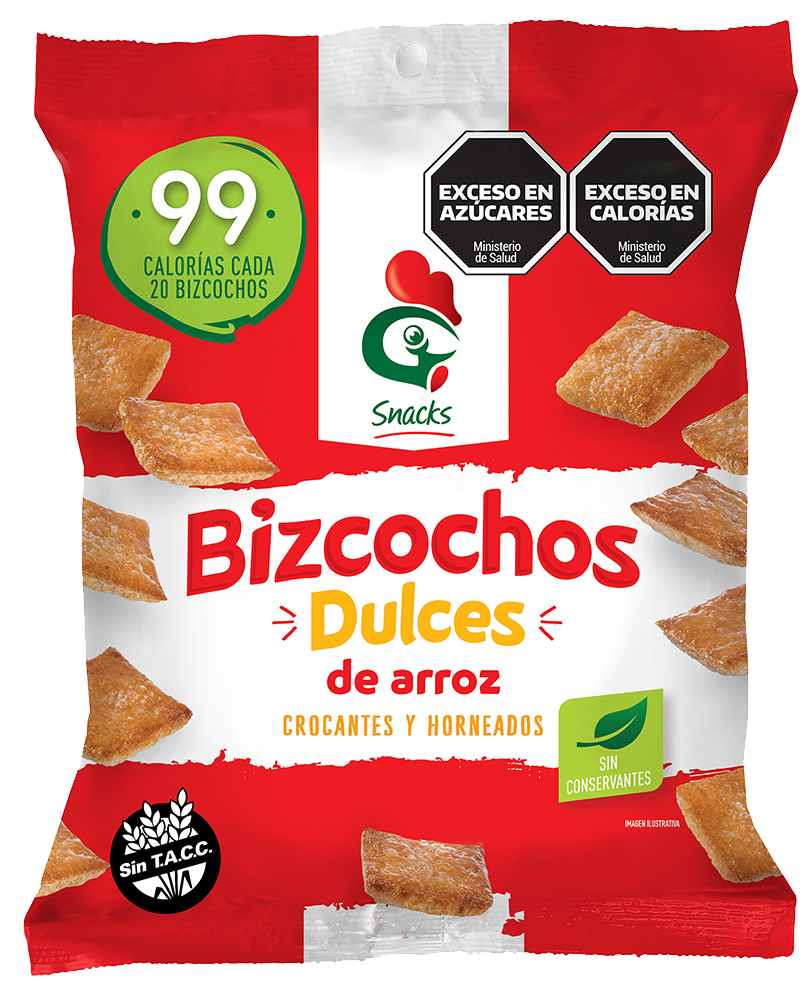 99
CALORÍAS CADA
20 BIZCOCHOS
EXCESO EN
AZÚCARES
Ministerio
de Salud
EXCESO EN
CALORÍAS
Ministerio
de Salud
Snacks
Bizcochos
Dulces
de arroz
CROCANTES Y HORNEADOS
SIN
CONSERVANTES
IMAGEN ILUSTRATIVA
Sin T.A.C.C.